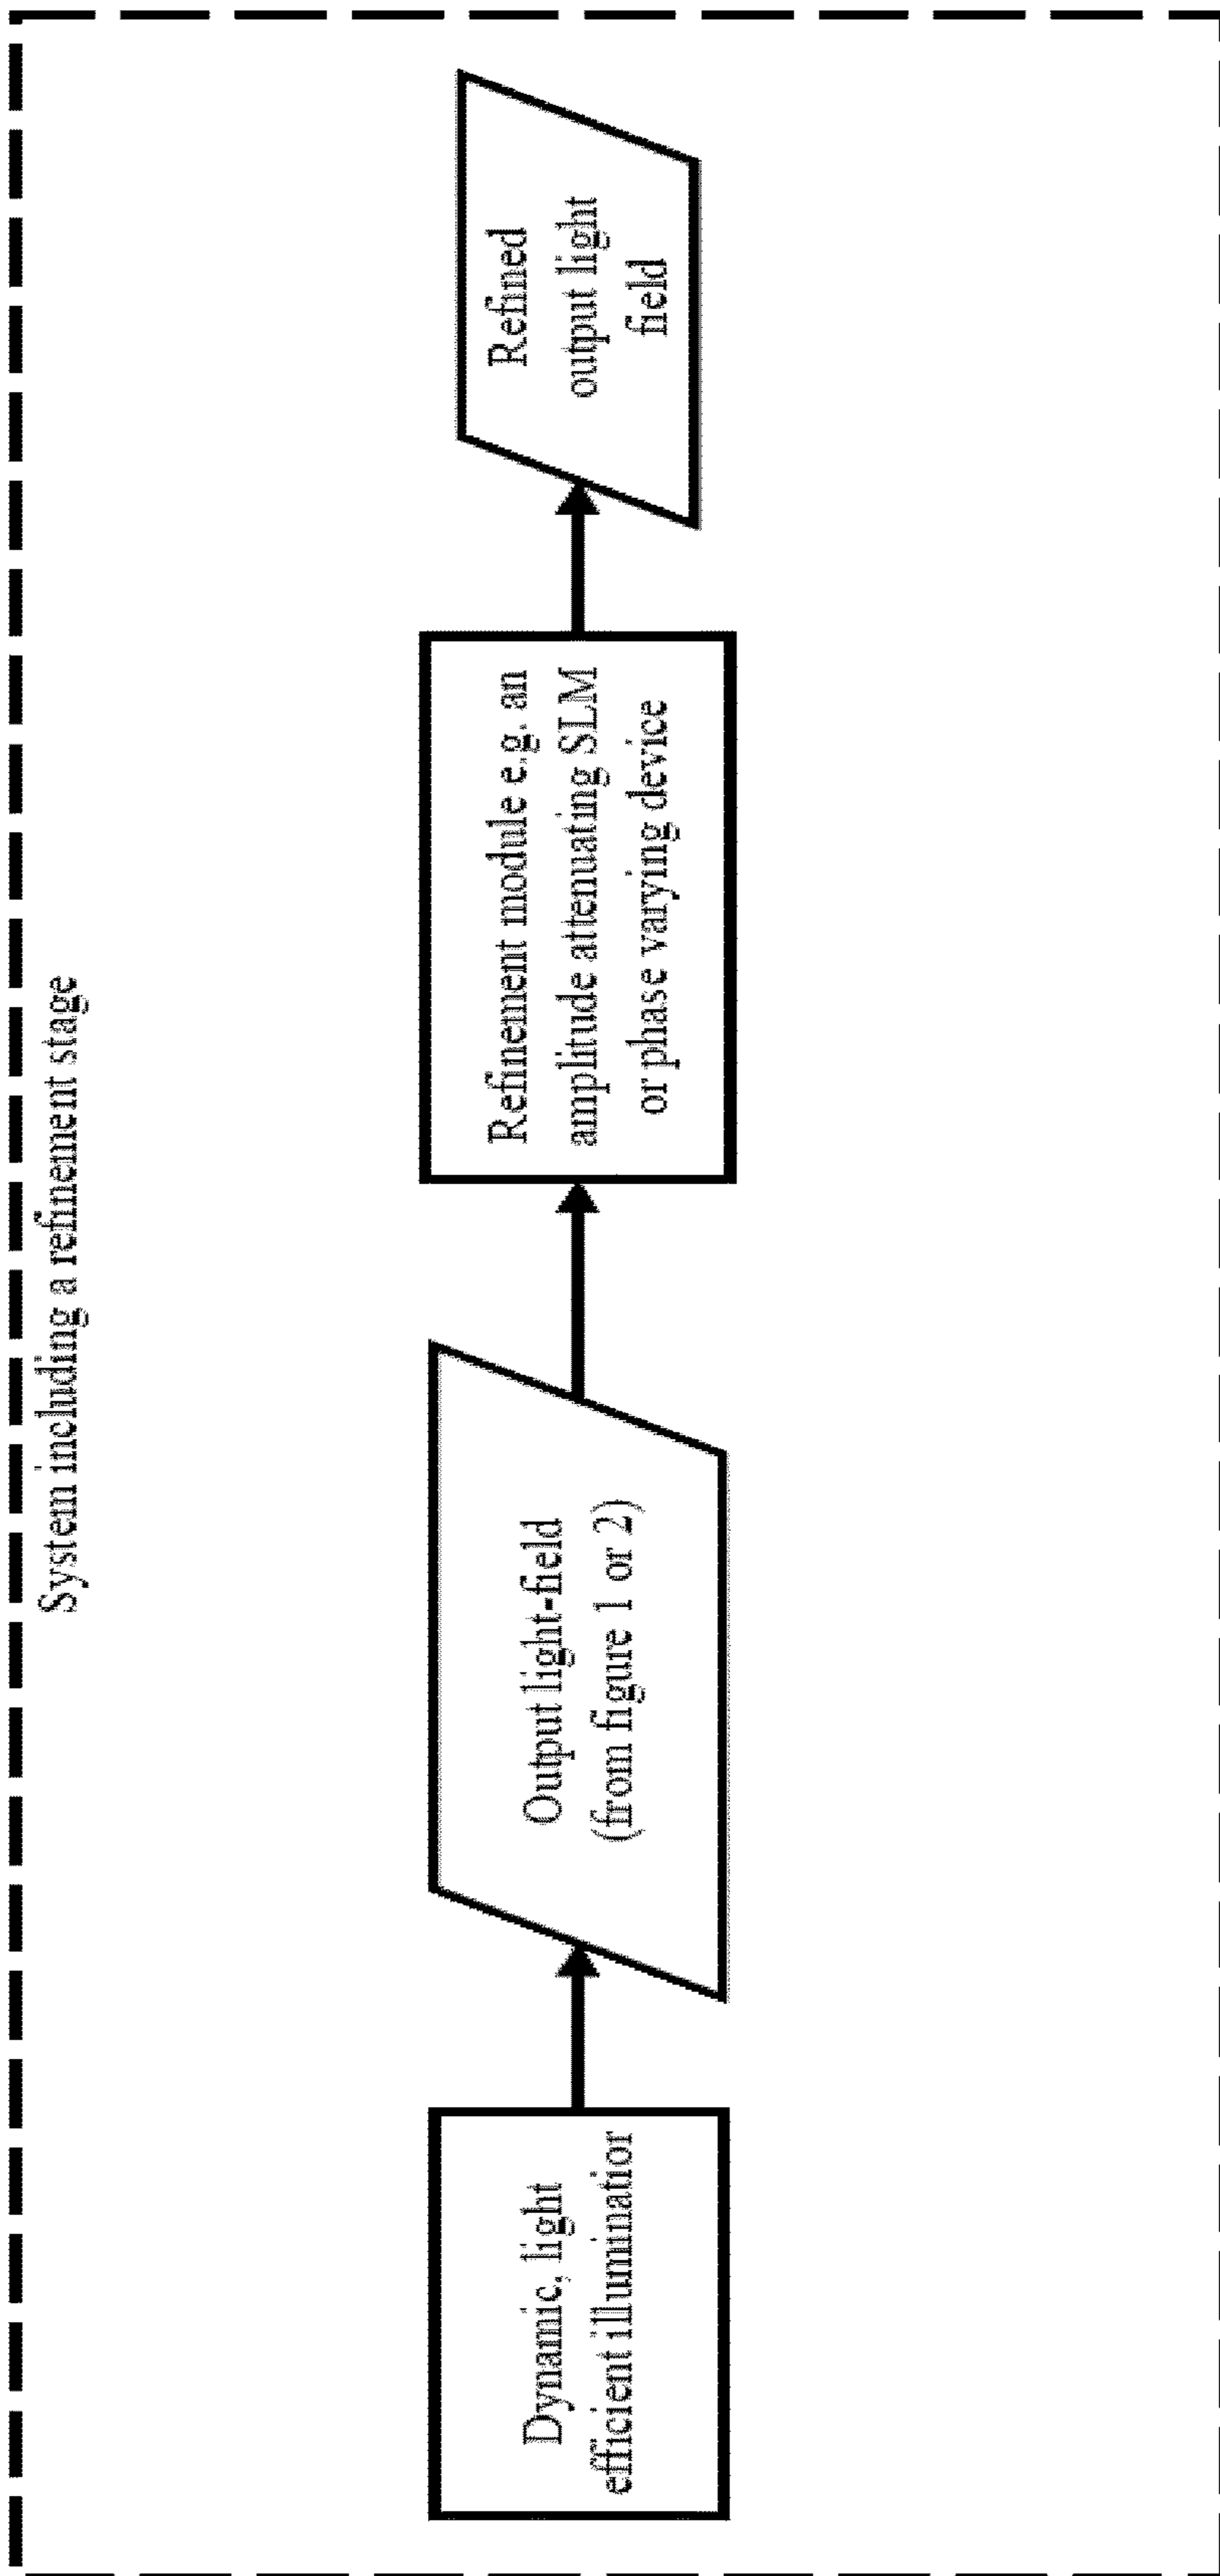 System including a refinement stage
Dynamic, light
efficient illuminatior
Output light-field
(from figure 1 or 2)
Refinement module e.g. an
amplitude attenuating SLM
or phase varying device
Refined
output light
field